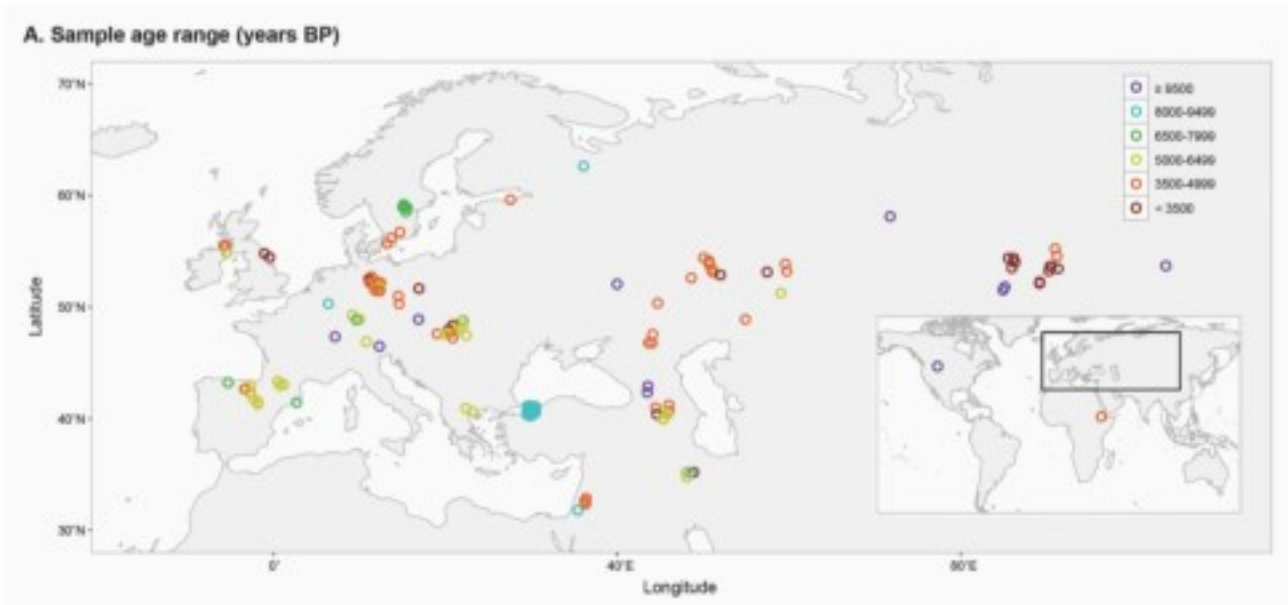 A. Sample age range (years BP)
70°N
≥ 9500
8000-9499
6500-7999
5000-6499
3500-4999
< 3500
60°N
50°N
40°N
30°N
Latitude
0°
40°E
80°E
Longitude